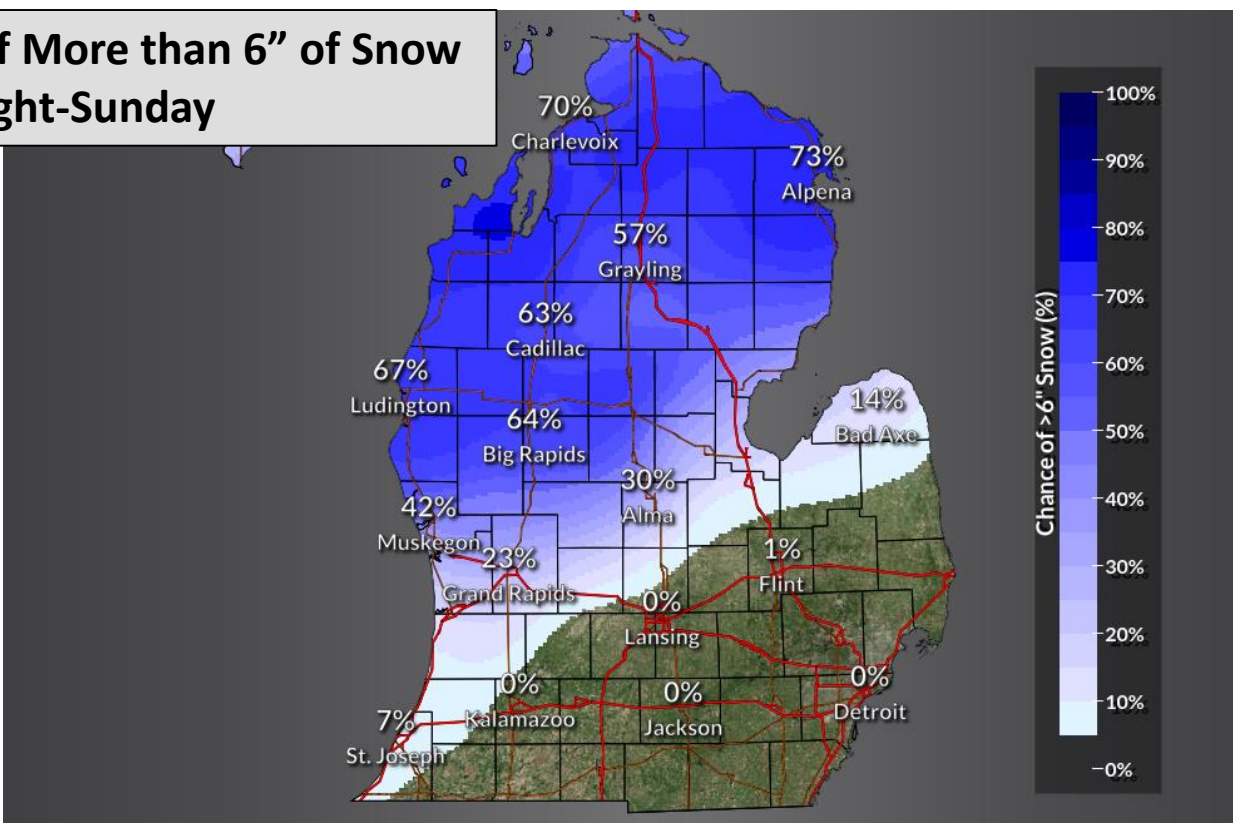 f More than 6” of Snow
ght-Sunday
70%
Charlevoix
73%
Alpena
57%
Grayling
63%
Cadillac
67%
Ludington
64%
Big Rapids
14%
Bad Axe
30%
Alma
42%
Muskegon
23%
Grand Rapids
1%
Flint
0%
Lansing
0%
Kalamazoo
0%
Jackson
0%
Detroit
7%
St. Joseph
Chance of >6" Snow (%)
100%
90%
80%
70%
60%
50%
40%
30%
20%
10%
0%